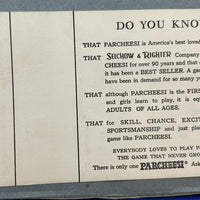 DO YOU KNO
THAT PARCHEESI is America's best loved
THAT SELCHOW & RIGHTER Company
CHEESI for over 90 years and that
it has been a BEST SELLER. A ga
have been in demand for so many y
THAT although PARCHEESI is the FIRS
and girls learn to play, it is equ
ADULTS OF ALL AGES.
THAT for SKILL, CHANCE, EXCIT
SPORTSMANSHIP and just pla
game like PARCHEESI.
EVERYBODY LOVES TO PLAY PA
THE GAME THAT NEVER GRO
There is only one PARCHEESI Ask